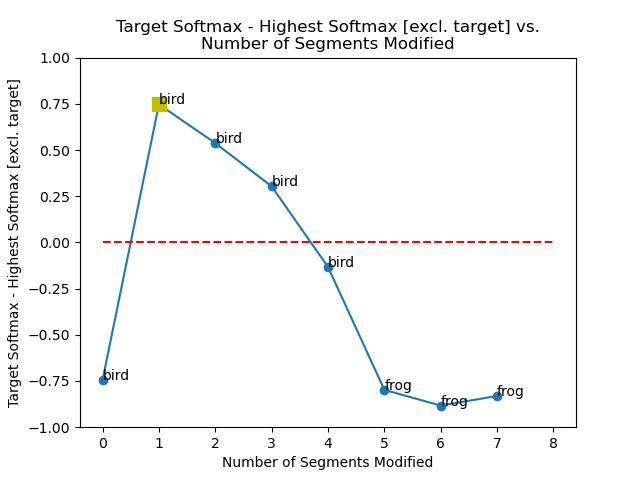 Target Softmax - Highest Softmax [excl. target] vs.
Number of Segments Modified
Target Softmax - Highest Softmax [excl. target]
1.00
0.75
0.50
0.25
0.00
−0.25
−0.50
−0.75
−1.00
bird
bird
bird
bird
bird
frog
frog
frog
0 1 2 3 4 5 6 7 8
Number of Segments Modified